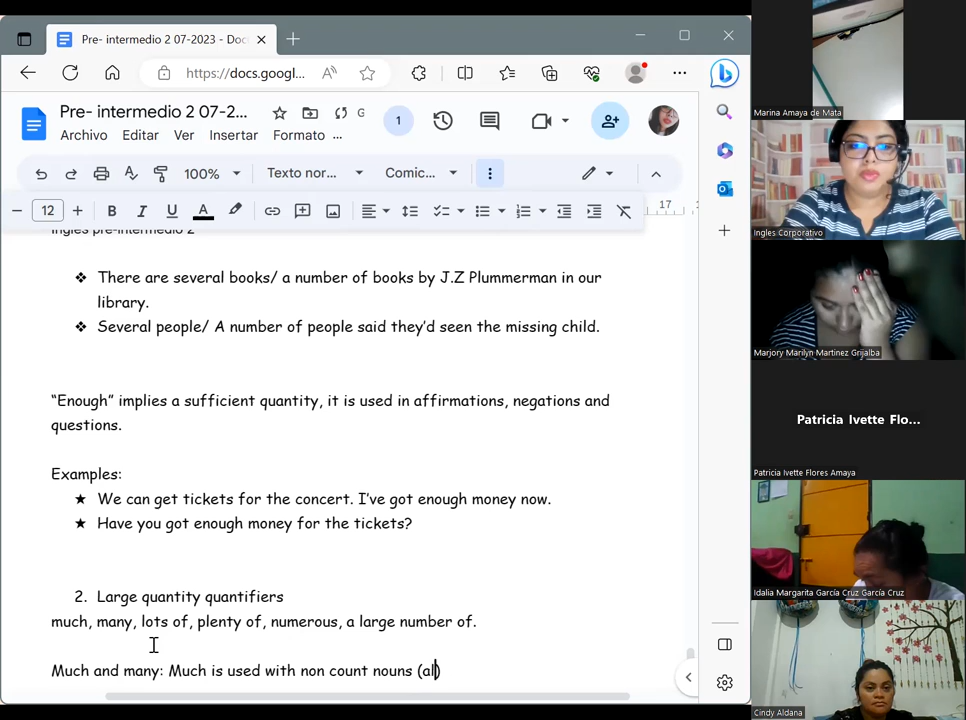 Pre- intermedio 2 07-2023 - Doc
https://docs.googl...
Pre- intermedio 2 07-2...
G
1
Archivo Editar Ver Insertar Formato ...
100% Texto nor... Comic...
12
17
Ingles pre-intermedio 2
❖ There are several books/ a number of books by J.Z Plummerman in our
library.
❖ Several people/ A number of people said they'd seen the missing child.
“Enough” implies a sufficient quantity, it is used in affirmations, negations and
questions.
Examples:
★ We can get tickets for the concert. I've got enough money now.
★ Have you got enough money for the tickets?
2. Large quantity quantifiers
much, many, lots of, plenty of, numerous, a large number of.
Much and many: Much is used with non count nouns (al)
Marina Amaya de Mata
Ingles Corporativo
Marjory Marilyn Martinez Grijalba
Patricia Ivette Flo...
Patricia Ivette Flores Amaya
Idalia Margarita García Cruz García Cruz
Cindy Aldana